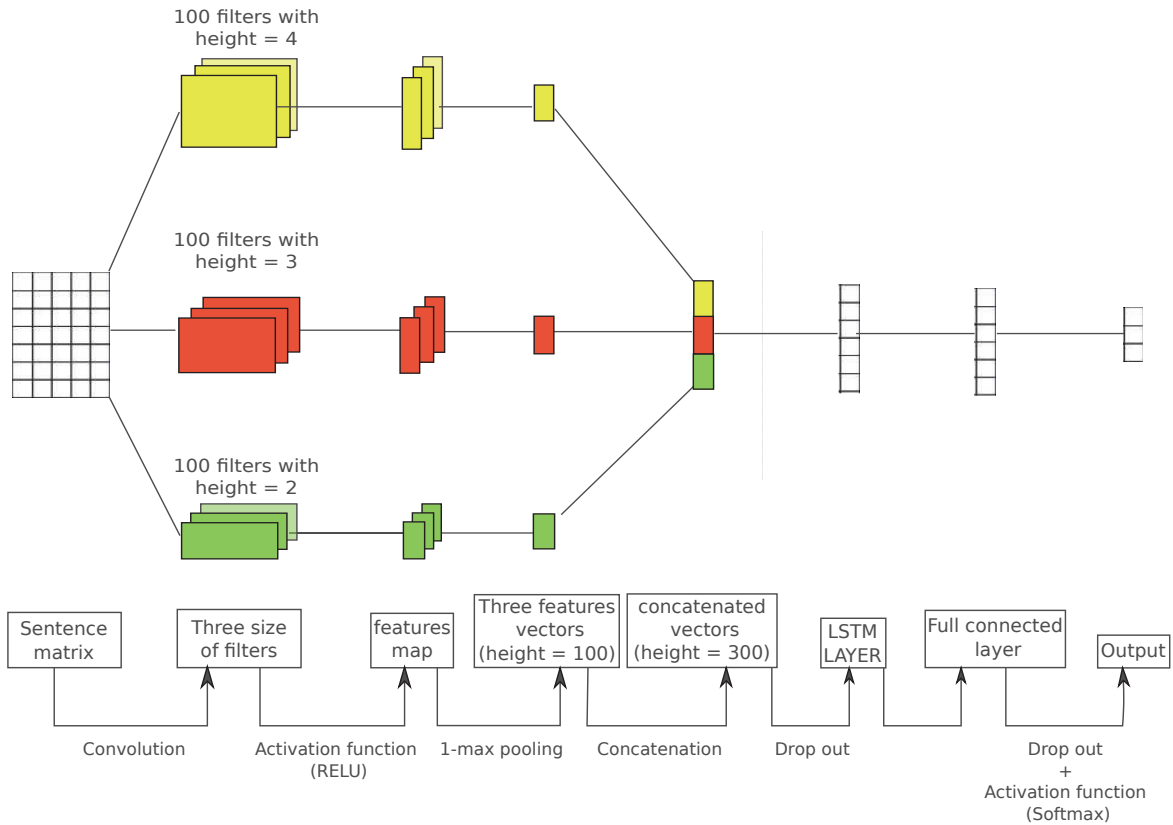 100 filters with
height = 4
100 filters with
height = 3
100 filters with
height = 2
Sentence
matrix
Three size
of filters
features
map
Three features
vectors
(height = 100)
concatenated
vectors
(height = 300)
LSTM
LAYER
Full connected
layer
Output
Convolution
Activation function
(RELU)
1-max pooling
Concatenation
Drop out
Drop out
+
Activation function
(Softmax)